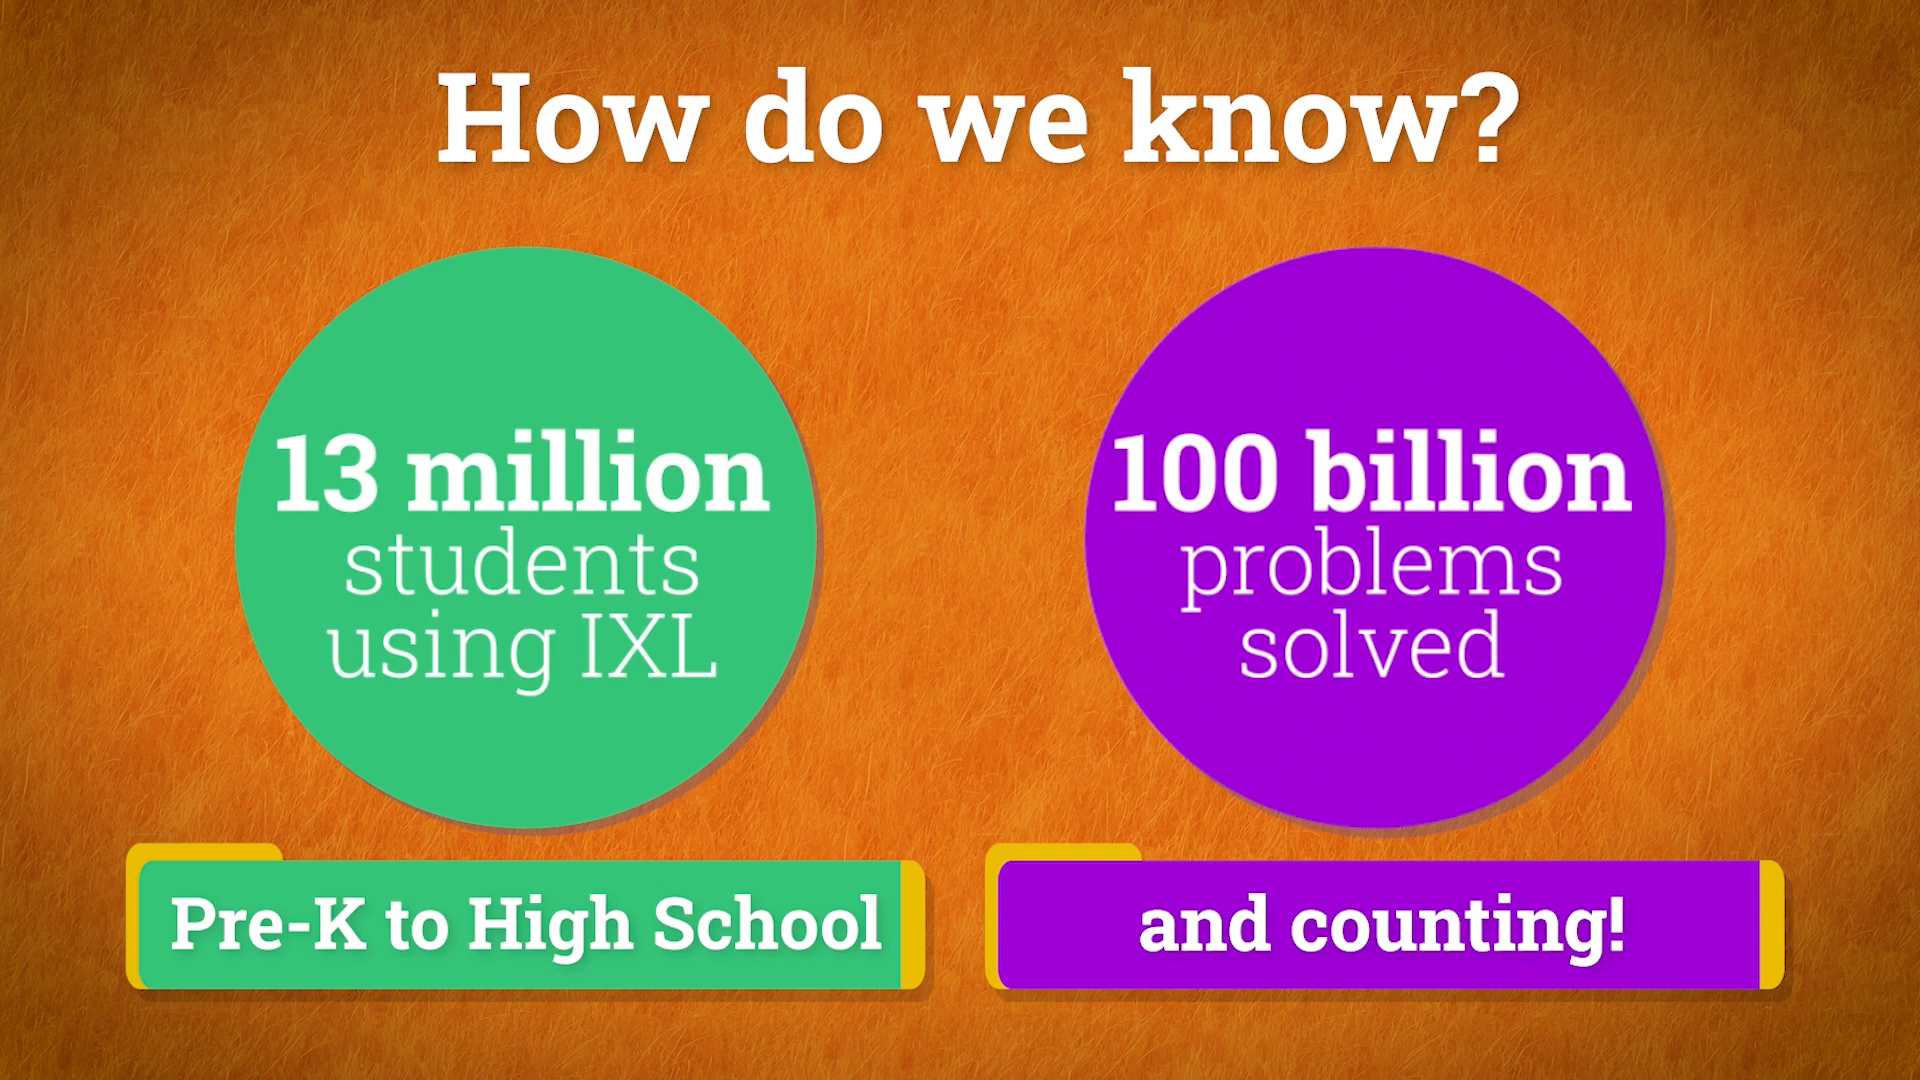 How do we know?
13 million
students
using IXL
Pre-K to High School
100 billion
problems
solved
and counting!